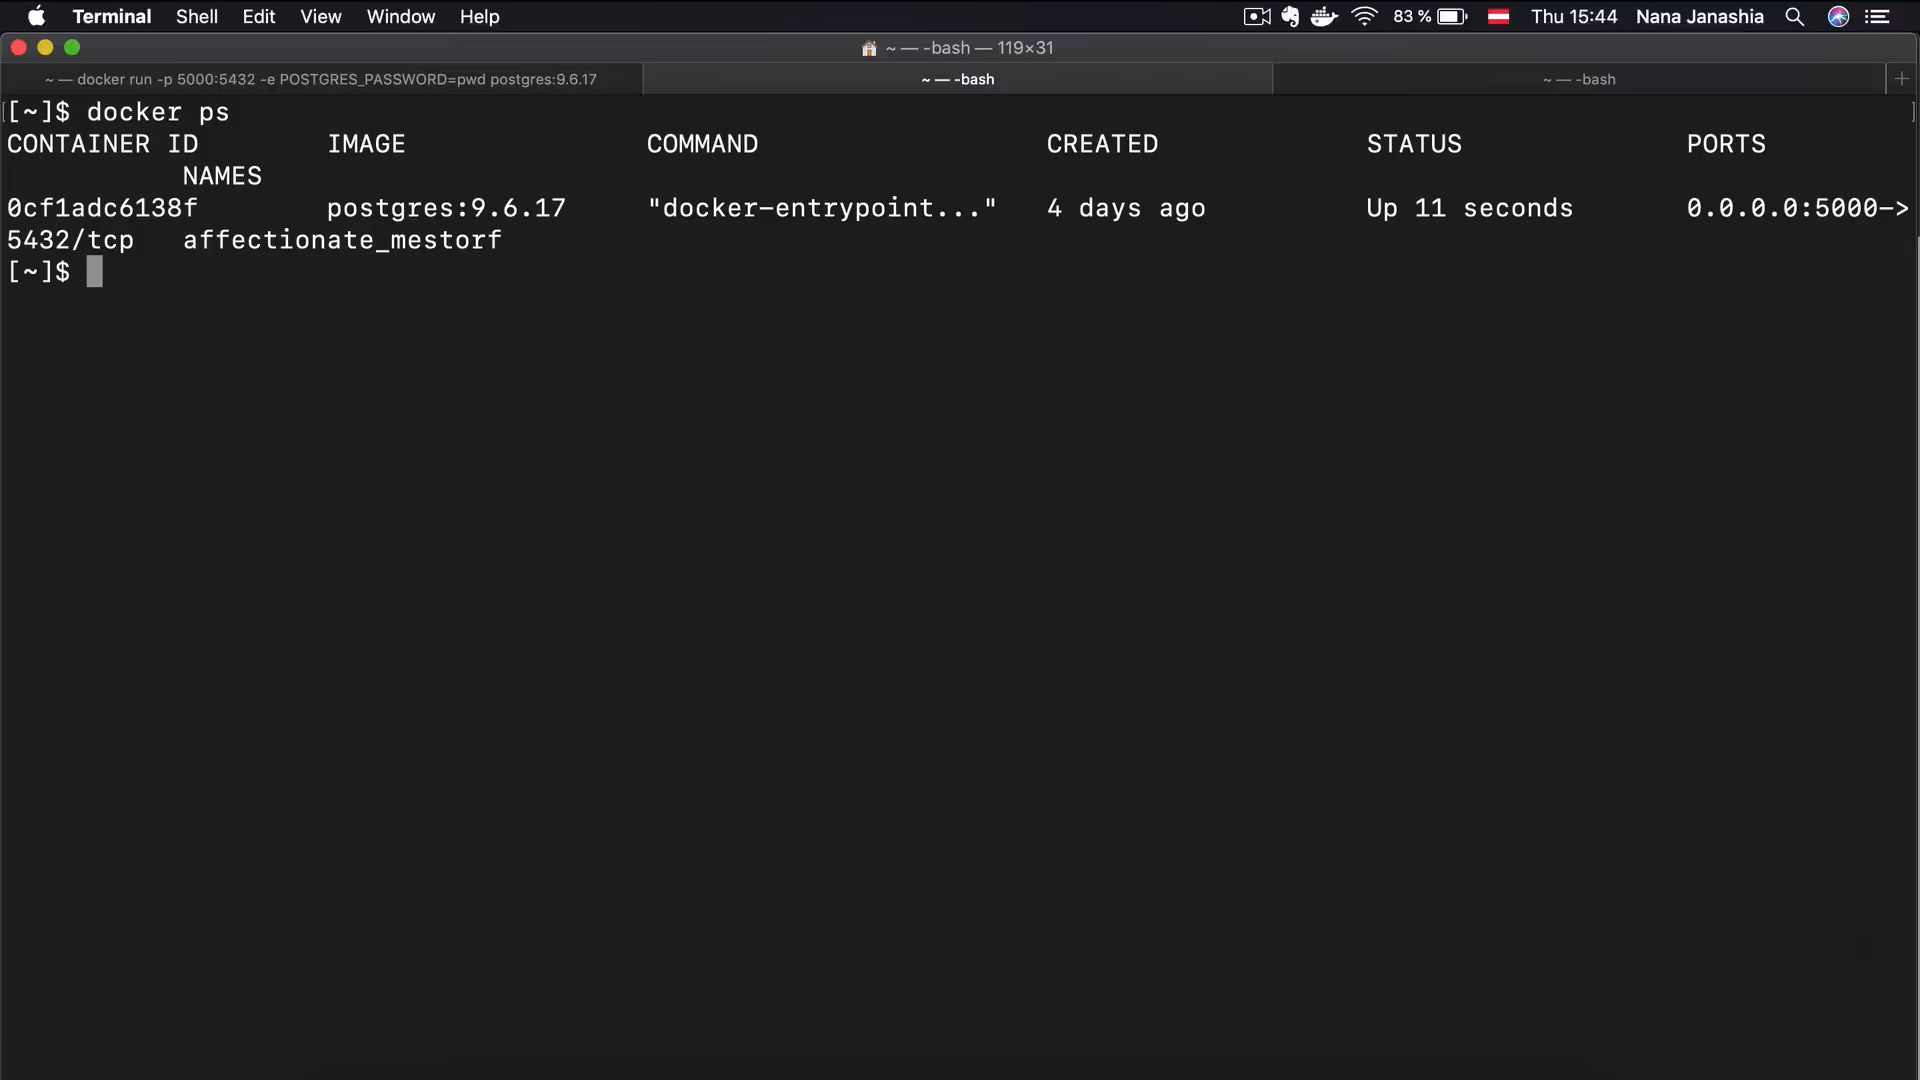 Terminal Shell Edit View Window Help 83 % Thu 15:44 Nana Janashia
~ — -bash — 119×31
~ — docker run -p 5000:5432 -e POSTGRES_PASSWORD=pwd postgres:9.6.17 ~ — -bash ~ — -bash +
[~]$ docker ps
CONTAINER ID IMAGE COMMAND CREATED STATUS PORTS
NAMES
0cf1adc6138f postgres:9.6.17 "docker-entrypoint..." 4 days ago Up 11 seconds 0.0.0.0:5000->
5432/tcp affectionate_mestorf
[~]$